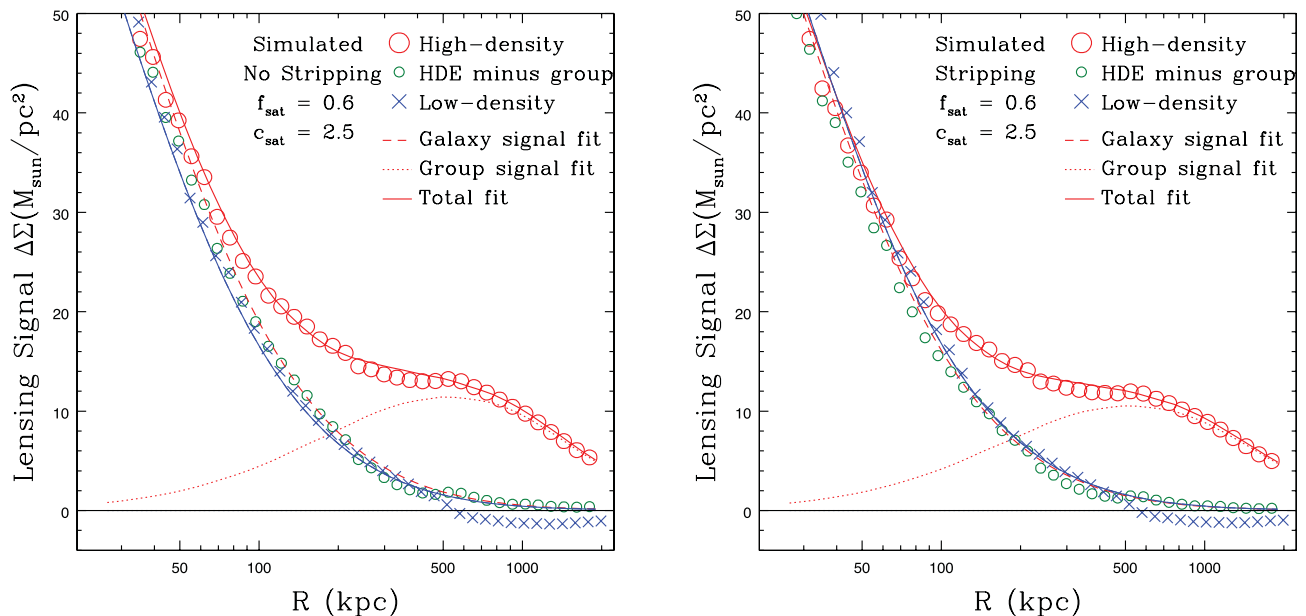 50
40
30
20
10
0
50
100
200
500
1000
Lensing Signal ΔΣ(M_sun/pc²)
R (kpc)
Simulated
No Stripping
f_sat = 0.6
c_sat = 2.5
High-density
HDE minus group
Low-density
Galaxy signal fit
Group signal fit
Total fit
50
40
30
20
10
0
50
100
200
500
1000
Lensing Signal ΔΣ(M_sun/pc²)
R (kpc)
Simulated
Stripping
f_sat = 0.6
c_sat = 2.5
High-density
HDE minus group
Low-density
Galaxy signal fit
Group signal fit
Total fit